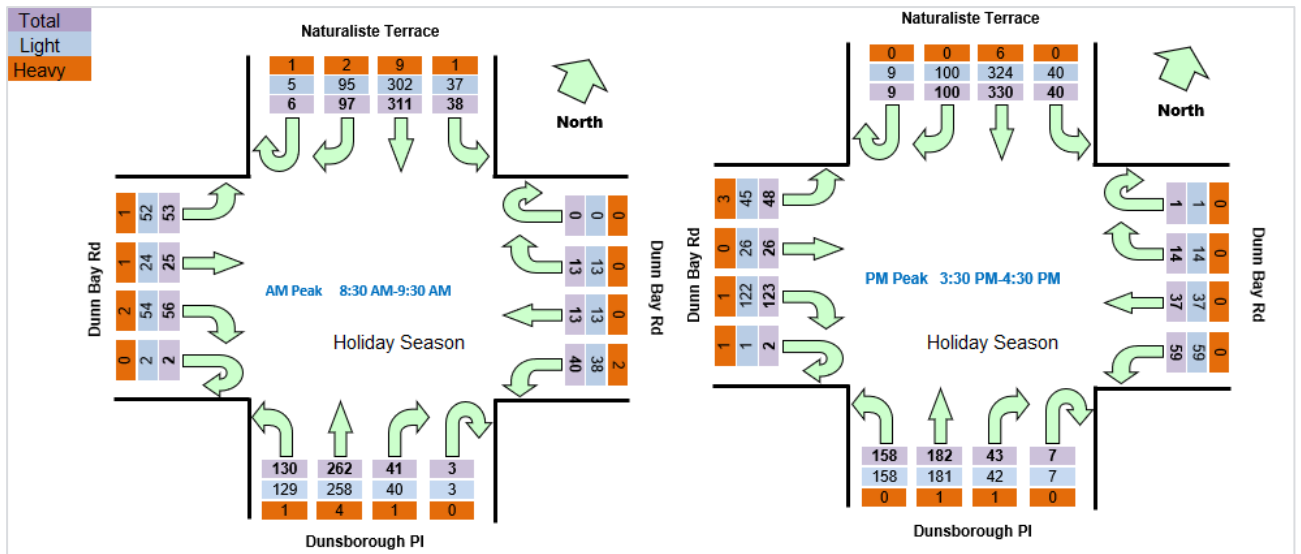 Total
Light
Heavy
Naturaliste Terrace
1 2 9 1
5 95 302 37
6 97 311 38
North
Dunn Bay Rd
1 52 53
1 24 25
2 54 56
0 2 2
AM Peak 8:30 AM-9:30 AM
Holiday Season
0 0 0
13 13 0
13 13 0
40 38 2
Dunn Bay Rd
130 262 41 3
129 258 40 3
1 4 1 0
Dunsborough Pl
Naturaliste Terrace
0 0 6 0
9 100 324 40
9 100 330 40
North
Dunn Bay Rd
3 45 48
0 26 26
1 122 123
1 1 2
PM Peak 3:30 PM-4:30 PM
Holiday Season
1 1 0
14 14 0
37 37 0
59 59 0
Dunn Bay Rd
158 182 43 7
158 181 42 7
0 1 1 0
Dunsborough Pl